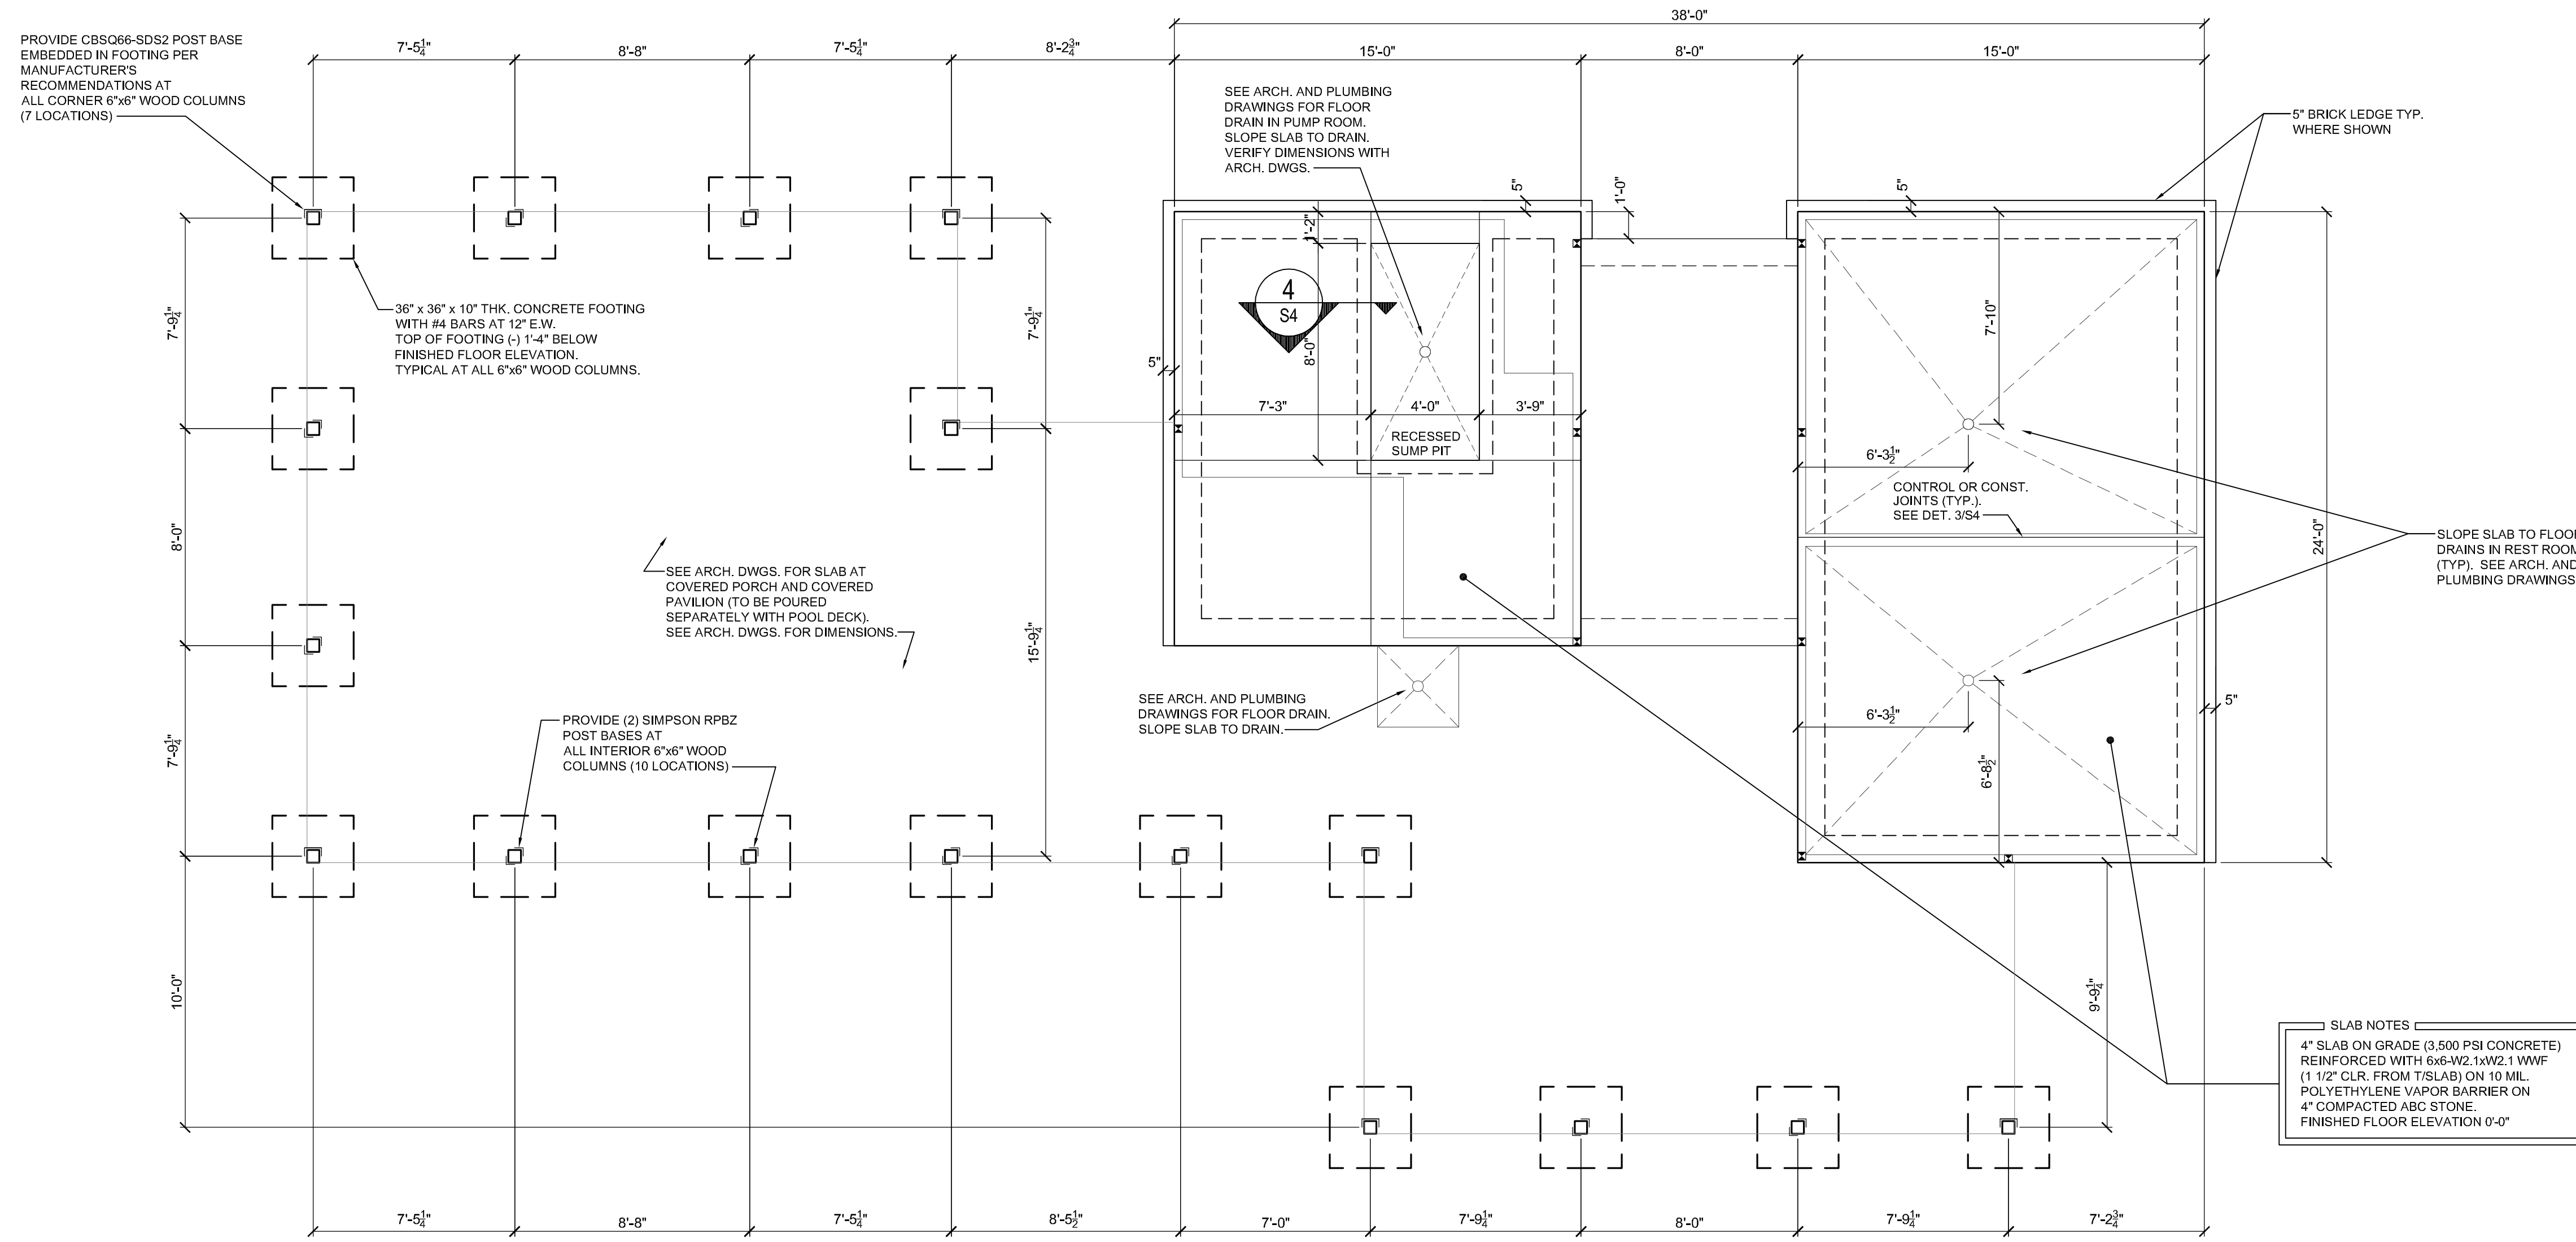 38'-0"
7'-5¼"
8'-8"
7'-5¼"
8'-2¾"
15'-0"
8'-0"
15'-0"
PROVIDE CBSQ66-SDS2 POST BASE
EMBEDDED IN FOOTING PER
MANUFACTURER'S
RECOMMENDATIONS AT
ALL CORNER 6"x6" WOOD COLUMNS
(7 LOCATIONS)
SEE ARCH. AND PLUMBING
DRAWINGS FOR FLOOR
DRAIN IN PUMP ROOM.
SLOPE SLAB TO DRAIN.
VERIFY DIMENSIONS WITH
ARCH. DWGS.
5" BRICK LEDGE TYP.
WHERE SHOWN
5"
1'-0"
5"
1'-2"
7'-9¼"
36" x 36" x 10" THK. CONCRETE FOOTING
WITH #4 BARS AT 12" E.W.
TOP OF FOOTING (-) 1'-4" BELOW
FINISHED FLOOR ELEVATION.
TYPICAL AT ALL 6"x6" WOOD COLUMNS.
7'-9¼"
4
S4
8'-0"
5"
7'-3"
4'-0"
3'-9"
RECESSED
SUMP PIT
7'-10"
6'-3½"
CONTROL OR CONST.
JOINTS (TYP.).
SEE DET. 3/S4
24'-0"
SLOPE SLAB TO FLOO
DRAINS IN REST ROOM
(TYP). SEE ARCH. AND
PLUMBING DRAWINGS
8'-0"
SEE ARCH. DWGS. FOR SLAB AT
COVERED PORCH AND COVERED
PAVILION (TO BE POURED
SEPARATELY WITH POOL DECK).
SEE ARCH. DWGS. FOR DIMENSIONS.
15'-9¼"
SEE ARCH. AND PLUMBING
DRAWINGS FOR FLOOR DRAIN.
SLOPE SLAB TO DRAIN.
6'-3½"
6'-8½"
5"
7'-9¼"
PROVIDE (2) SIMPSON RPBZ
POST BASES AT
ALL INTERIOR 6"x6" WOOD
COLUMNS (10 LOCATIONS)
10'-0"
9'-9¼"
SLAB NOTES
4" SLAB ON GRADE (3,500 PSI CONCRETE)
REINFORCED WITH 6x6-W2.1xW2.1 WWF
(1 1/2" CLR. FROM T/SLAB) ON 10 MIL.
POLYETHYLENE VAPOR BARRIER ON
4" COMPACTED ABC STONE.
FINISHED FLOOR ELEVATION 0'-0"
7'-5¼"
8'-8"
7'-5¼"
8'-5½"
7'-0"
7'-9¼"
8'-0"
7'-9¼"
7'-2¾"